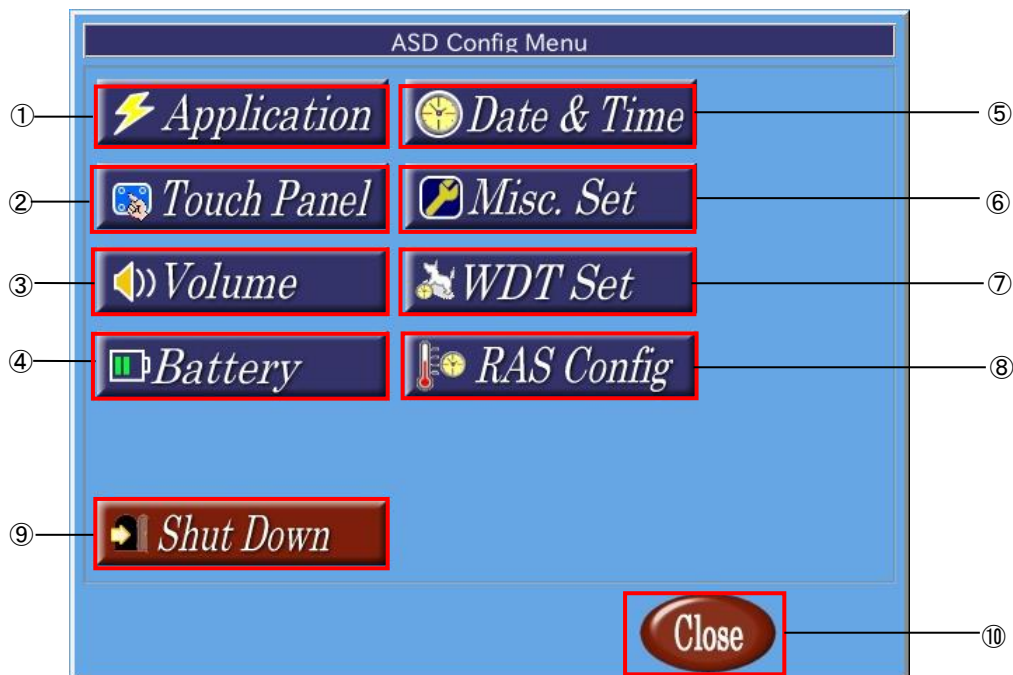 ASD Config Menu
① Application
Date & Time ⑤
② Touch Panel
Misc. Set ⑥
③ Volume
WDT Set ⑦
④ Battery
RAS Config ⑧
⑨ Shut Down
Close ⑩